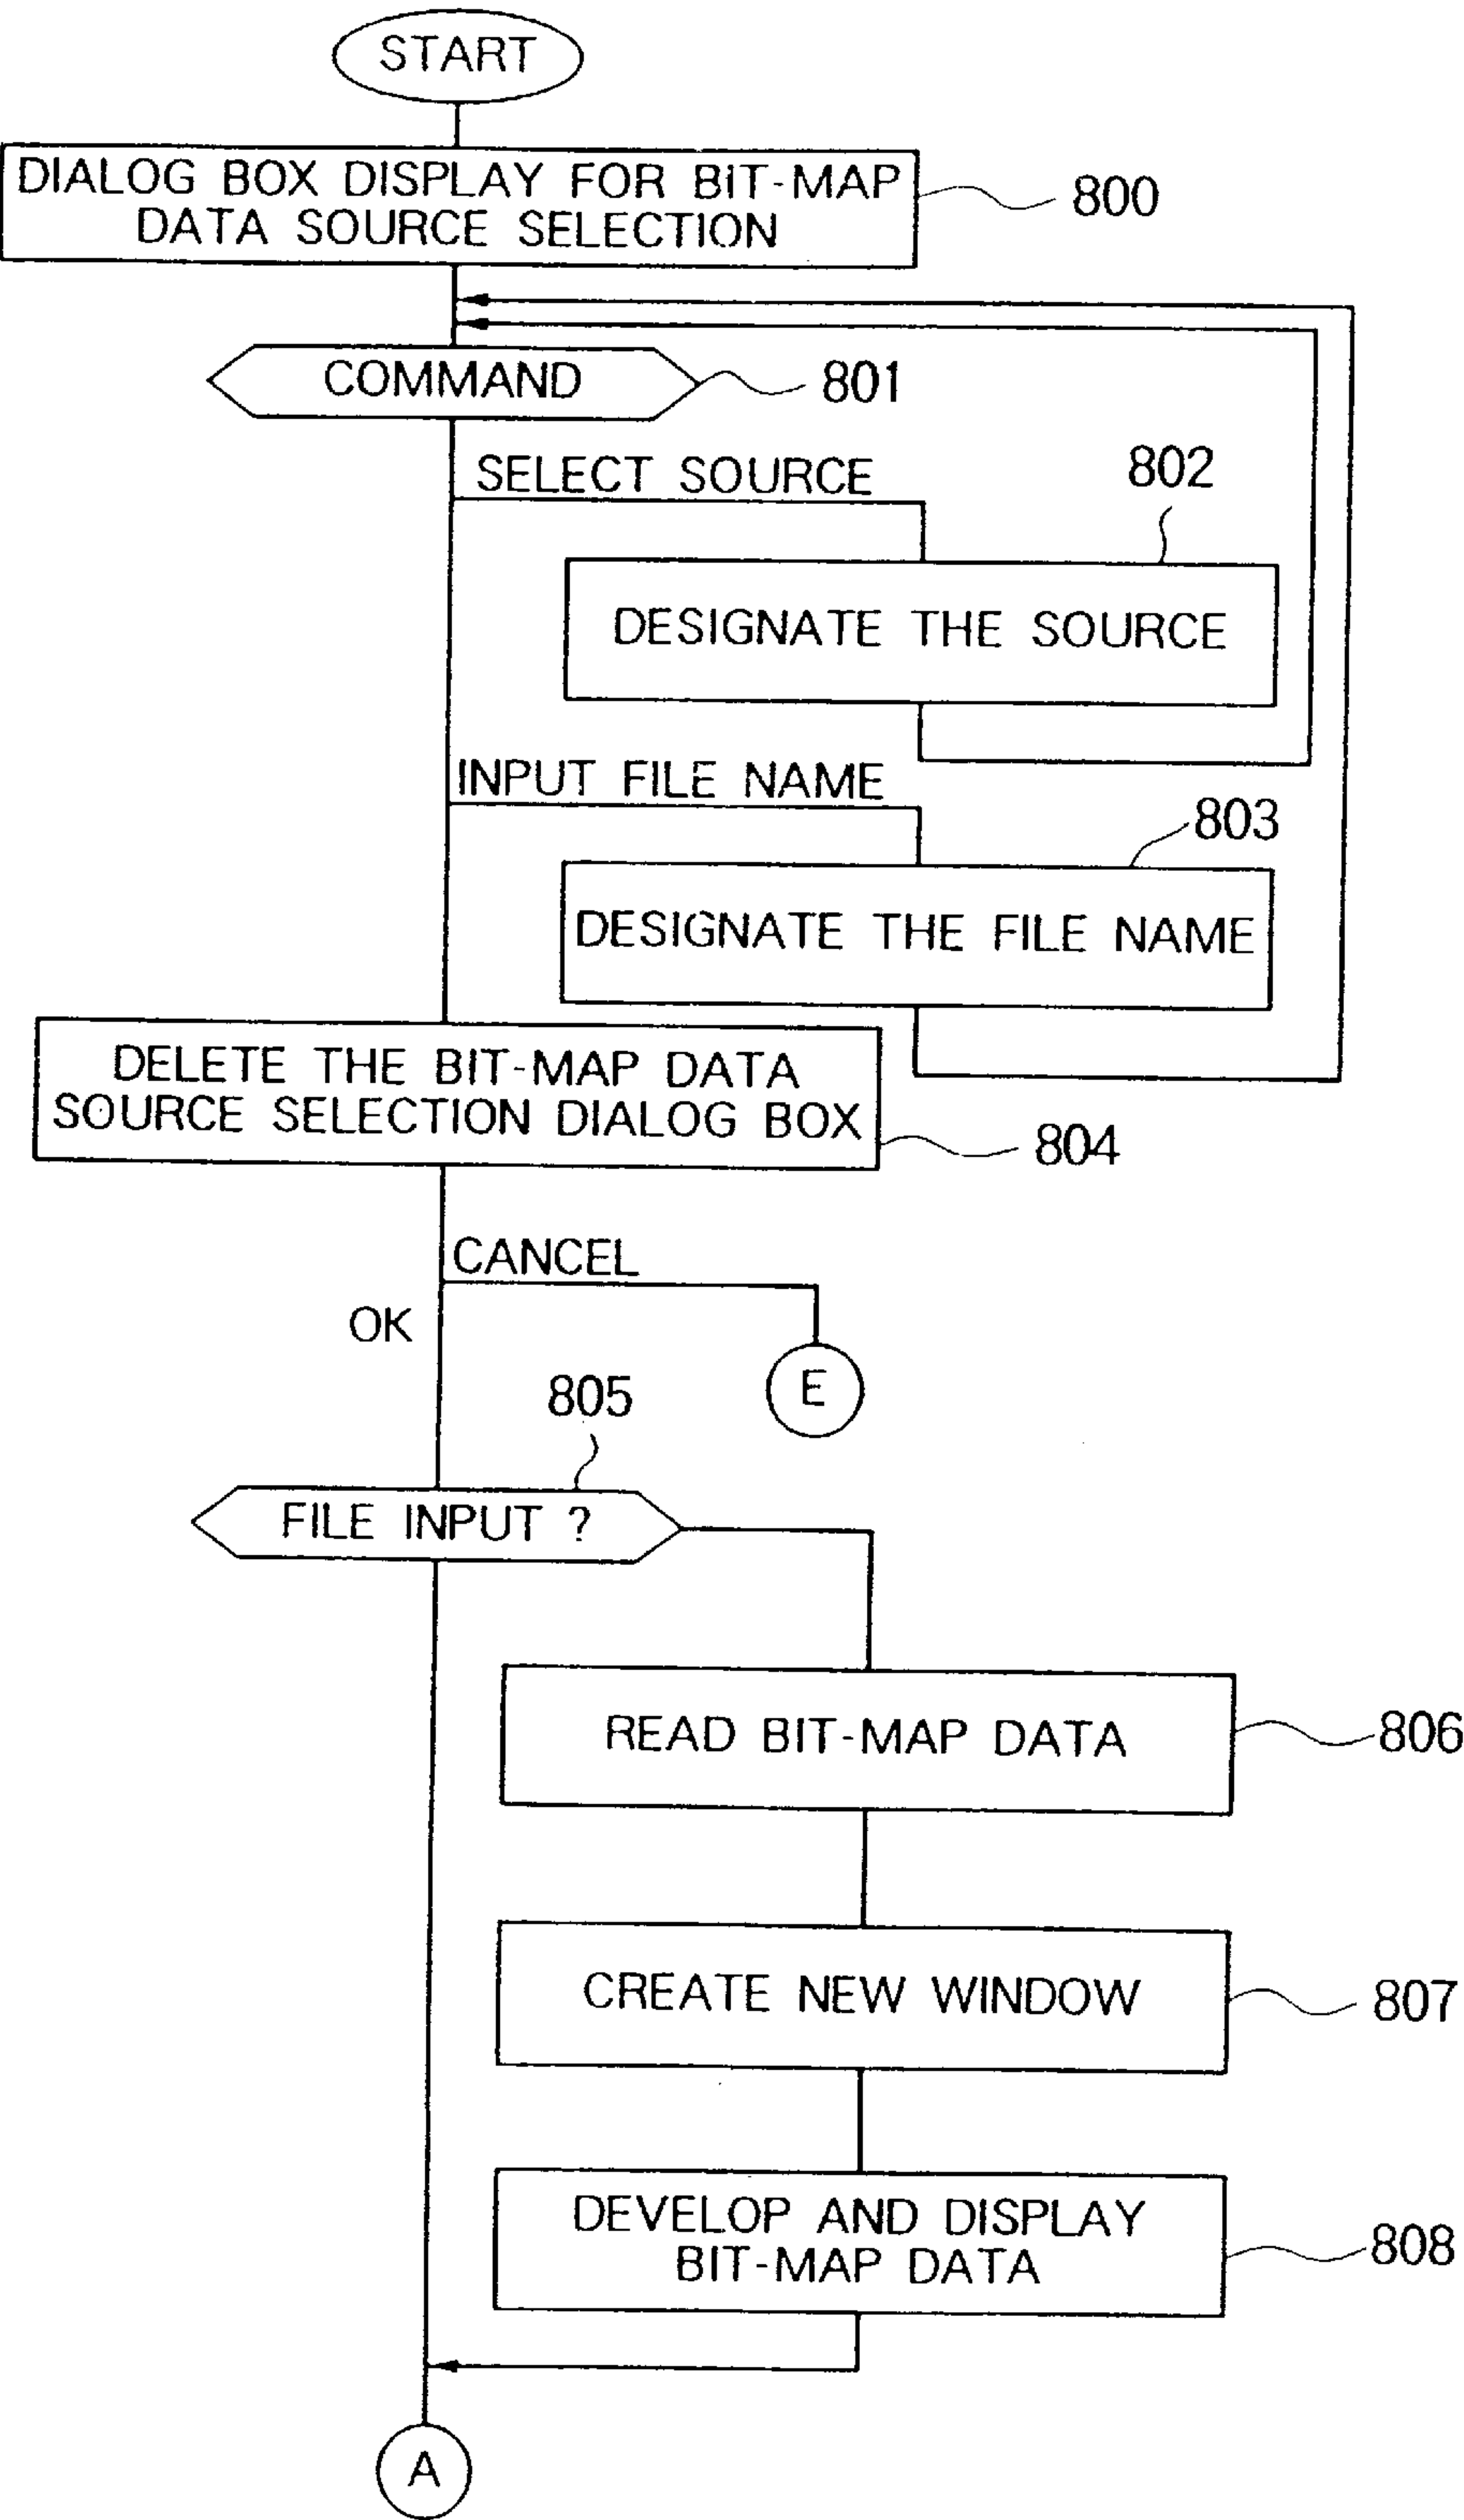 START
DIALOG BOX DISPLAY FOR BIT-MAP
DATA SOURCE SELECTION
800
COMMAND
801
SELECT SOURCE
802
DESIGNATE THE SOURCE
INPUT FILE NAME
803
DESIGNATE THE FILE NAME
DELETE THE BIT-MAP DATA
SOURCE SELECTION DIALOG BOX
804
CANCEL
OK
E
805
FILE INPUT ?
READ BIT-MAP DATA
806
CREATE NEW WINDOW
807
DEVELOP AND DISPLAY
BIT-MAP DATA
808
A